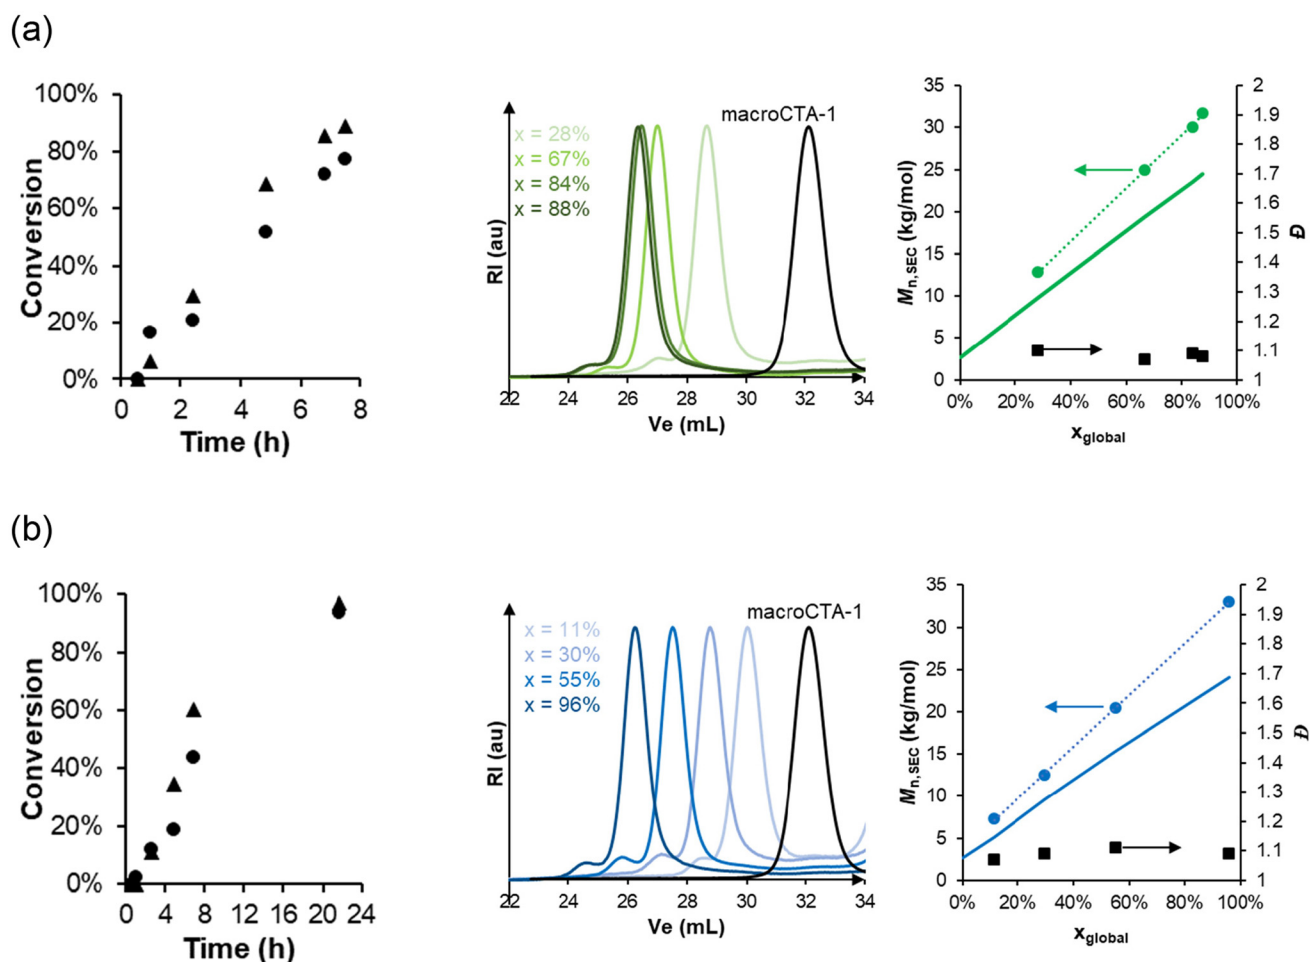 (a)
100%
80%
60%
40%
20%
0%
Conversion
0 2 4 6 8
Time (h)
macroCTA-1
x = 28%
x = 67%
x = 84%
x = 88%
RI (au)
22 24 26 28 30 32 34
Ve (mL)
35
30
25
20
15
10
5
0
Mn,SEC (kg/mol)
2
1.9
1.8
1.7
1.6
1.5
1.4
1.3
1.2
1.1
1
Đ
0% 20% 40% 60% 80% 100%
xglobal
(b)
100%
80%
60%
40%
20%
0%
Conversion
0 4 8 12 16 20 24
Time (h)
macroCTA-1
x = 11%
x = 30%
x = 55%
x = 96%
RI (au)
22 24 26 28 30 32 34
Ve (mL)
35
30
25
20
15
10
5
0
Mn,SEC (kg/mol)
2
1.9
1.8
1.7
1.6
1.5
1.4
1.3
1.2
1.1
1
Đ
0% 20% 40% 60% 80% 100%
xglobal